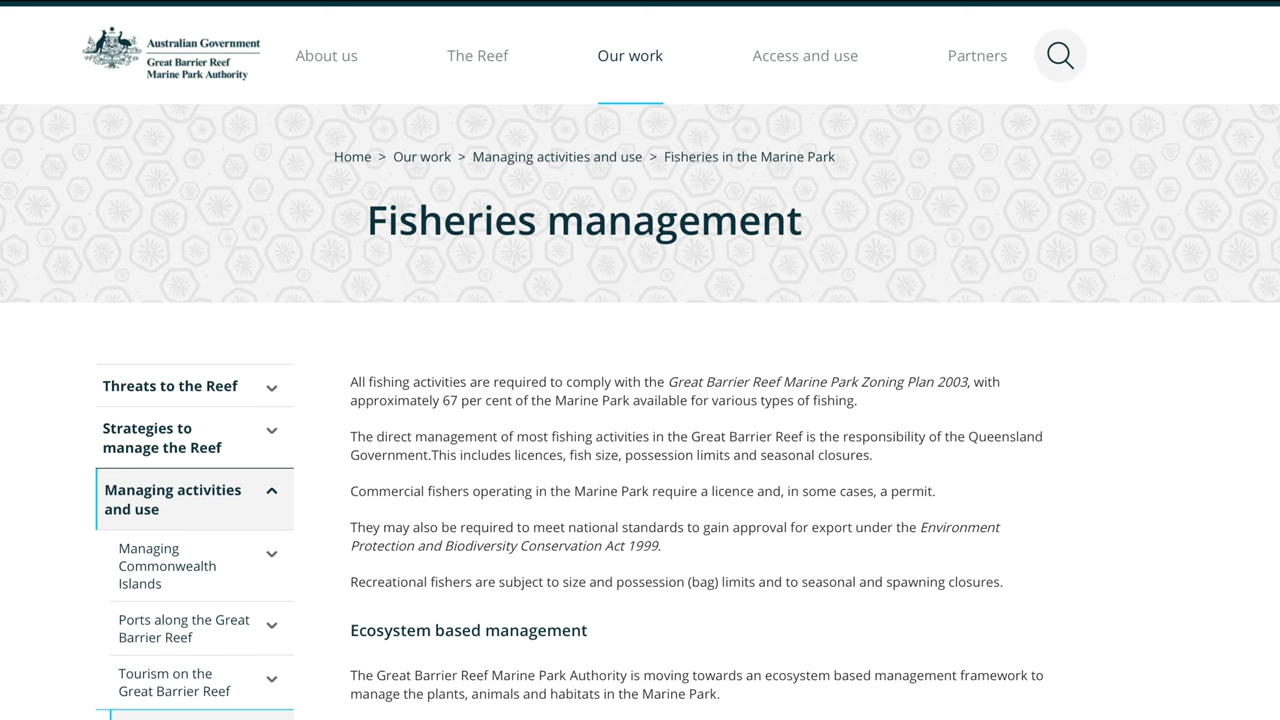 Australian Government
Great Barrier Reef
Marine Park Authority
About us
The Reef
Our work
Access and use
Partners
Home > Our work > Managing activities and use > Fisheries in the Marine Park
Fisheries management
Threats to the Reef
Strategies to
manage the Reef
Managing activities
and use
Managing
Commonwealth
Islands
Ports along the Great
Barrier Reef
Tourism on the
Great Barrier Reef
All fishing activities are required to comply with the Great Barrier Reef Marine Park Zoning Plan 2003, with
approximately 67 per cent of the Marine Park available for various types of fishing.
The direct management of most fishing activities in the Great Barrier Reef is the responsibility of the Queensland
Government.This includes licences, fish size, possession limits and seasonal closures.
Commercial fishers operating in the Marine Park require a licence and, in some cases, a permit.
They may also be required to meet national standards to gain approval for export under the Environment
Protection and Biodiversity Conservation Act 1999.
Recreational fishers are subject to size and possession (bag) limits and to seasonal and spawning closures.
Ecosystem based management
The Great Barrier Reef Marine Park Authority is moving towards an ecosystem based management framework to
manage the plants, animals and habitats in the Marine Park.